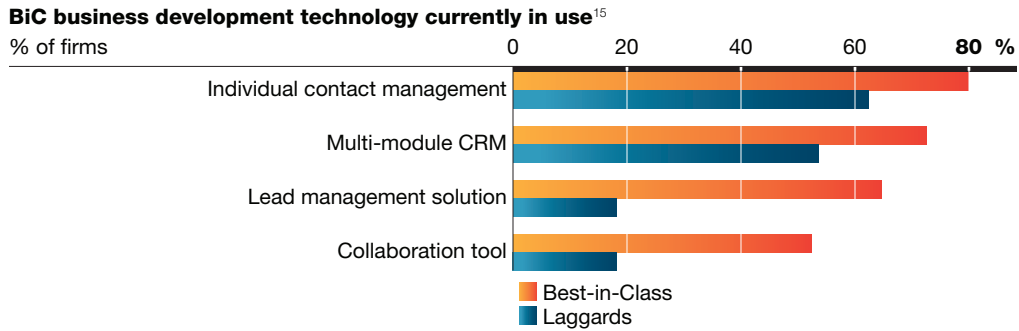 BiC business development technology currently in use15
% of firms 0 20 40 60 80 %
Individual contact management
Multi-module CRM
Lead management solution
Collaboration tool
Best-in-Class
Laggards